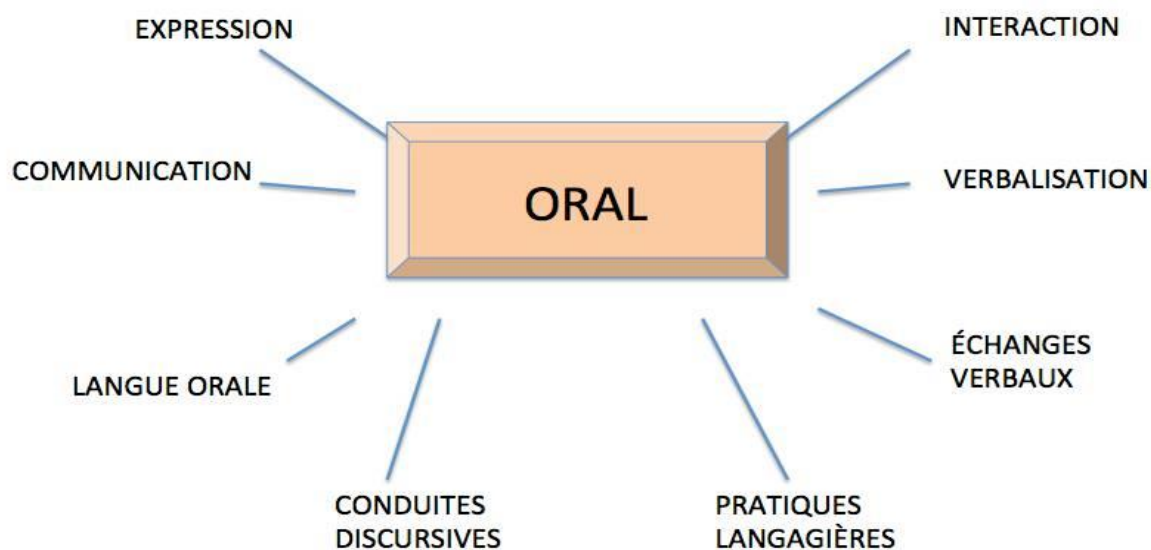 EXPRESSION
INTERACTION
COMMUNICATION
VERBALISATION
ORAL
LANGUE ORALE
ÉCHANGES
VERBAUX
CONDUITES
DISCURSIVES
PRATIQUES
LANGAGIÈRES